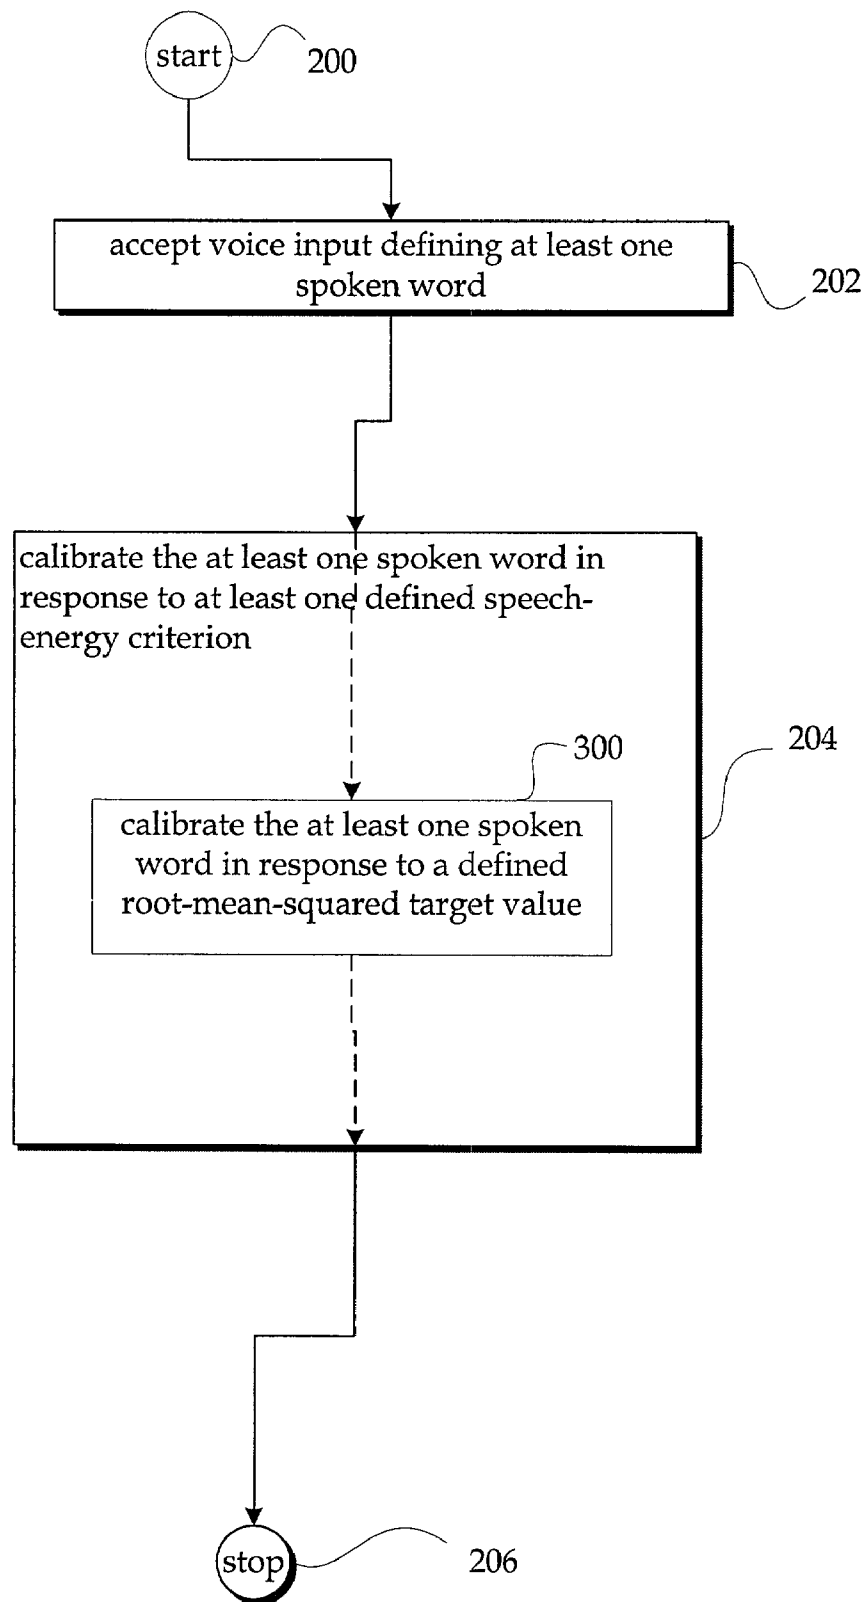 start
200
accept voice input defining at least one
spoken word
202
calibrate the at least one spoken word in
response to at least one defined speech-
energy criterion
204
300
calibrate the at least one spoken
word in response to a defined
root-mean-squared target value
stop
206